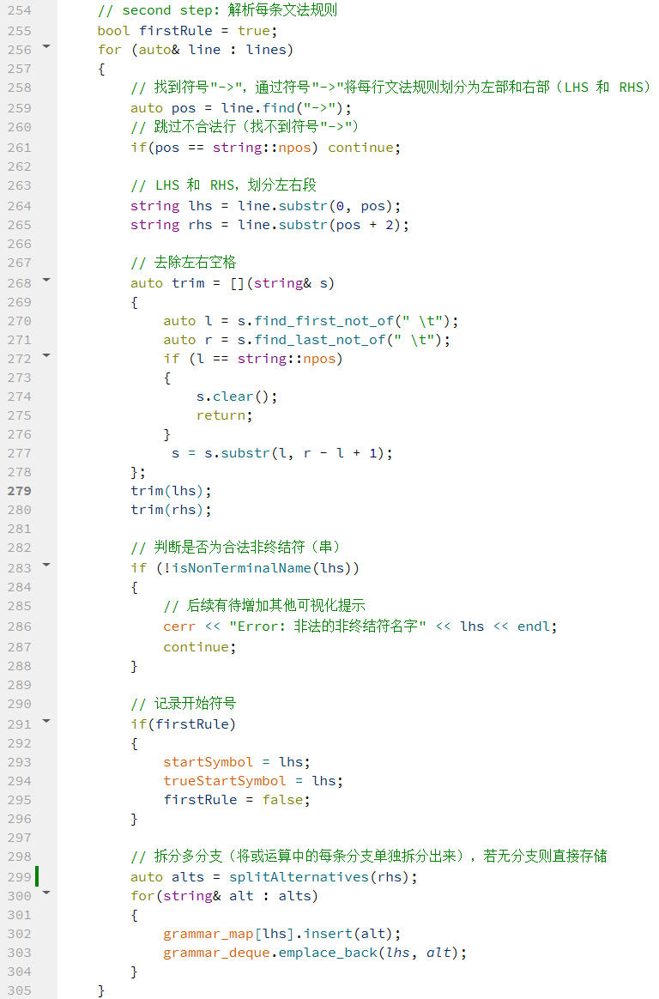 254 // second step: 解析每条文法规则
255 bool firstRule = true;
256 for (auto& line : lines)
257 {
258 // 找到符号"->"，通过符号"->"将每行文法规则划分为左部和右部（LHS 和 RHS）
259 auto pos = line.find("->");
260 // 跳过不合法行（找不到符号"->"）
261 if(pos == string::npos) continue;
262
263 // LHS 和 RHS，划分左右段
264 string lhs = line.substr(0, pos);
265 string rhs = line.substr(pos + 2);
266
267 // 去除左右空格
268 auto trim = [](string& s)
269 {
270 auto l = s.find_first_not_of(" \t");
271 auto r = s.find_last_not_of(" \t");
272 if (l == string::npos)
273 {
274 s.clear();
275 return;
276 }
277 s = s.substr(l, r - l + 1);
278 };
279 trim(lhs);
280 trim(rhs);
281
282 // 判断是否为合法非终结符（串）
283 if (!isNonTerminalName(lhs))
284 {
285 // 后续有待增加其他可视化提示
286 cerr << "Error: 非法的非终结符名字" << lhs << endl;
287 continue;
288 }
289
290 // 记录开始符号
291 if(firstRule)
292 {
293 startSymbol = lhs;
294 trueStartSymbol = lhs;
295 firstRule = false;
296 }
297
298 // 拆分多分支（将或运算中的每条分支单独拆分出来），若无分支则直接存储
299 auto alts = splitAlternatives(rhs);
300 for(string& alt : alts)
301 {
302 grammar_map[lhs].insert(alt);
303 grammar_deque.emplace_back(lhs, alt);
304 }
305 }